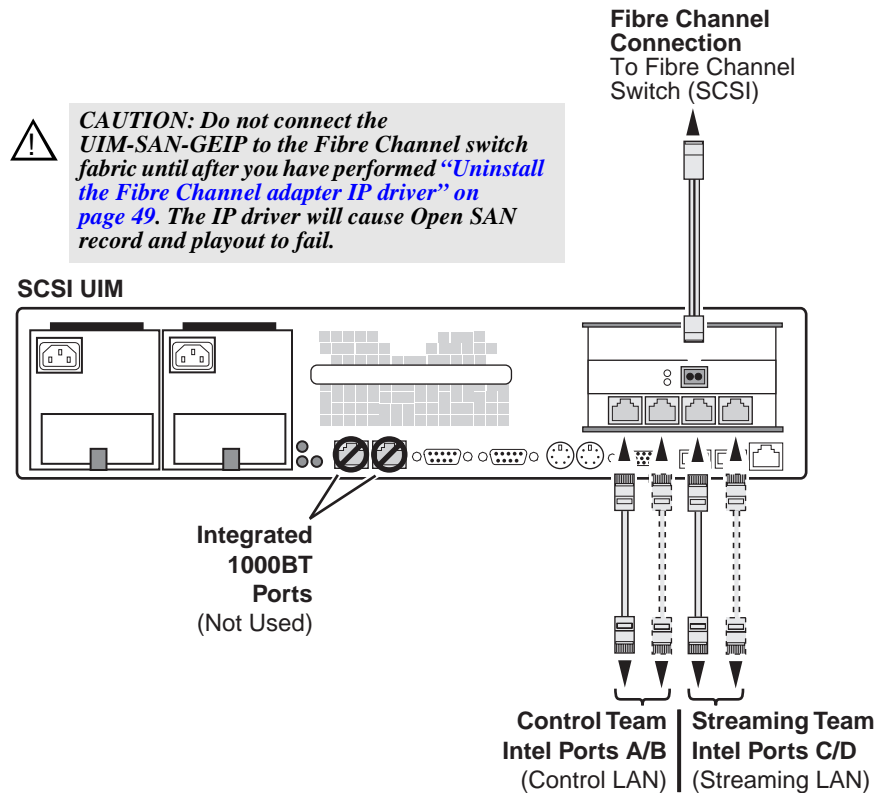 Fibre Channel
Connection
To Fibre Channel
Switch (SCSI)
!
CAUTION: Do not connect the
UIM-SAN-GEIP to the Fibre Channel switch
fabric until after you have performed “Uninstall
the Fibre Channel adapter IP driver” on
page 49. The IP driver will cause Open SAN
record and playout to fail.
SCSI UIM
Integrated
1000BT
Ports
(Not Used)
Control Team
Intel Ports A/B
(Control LAN)
Streaming Team
Intel Ports C/D
(Streaming LAN)